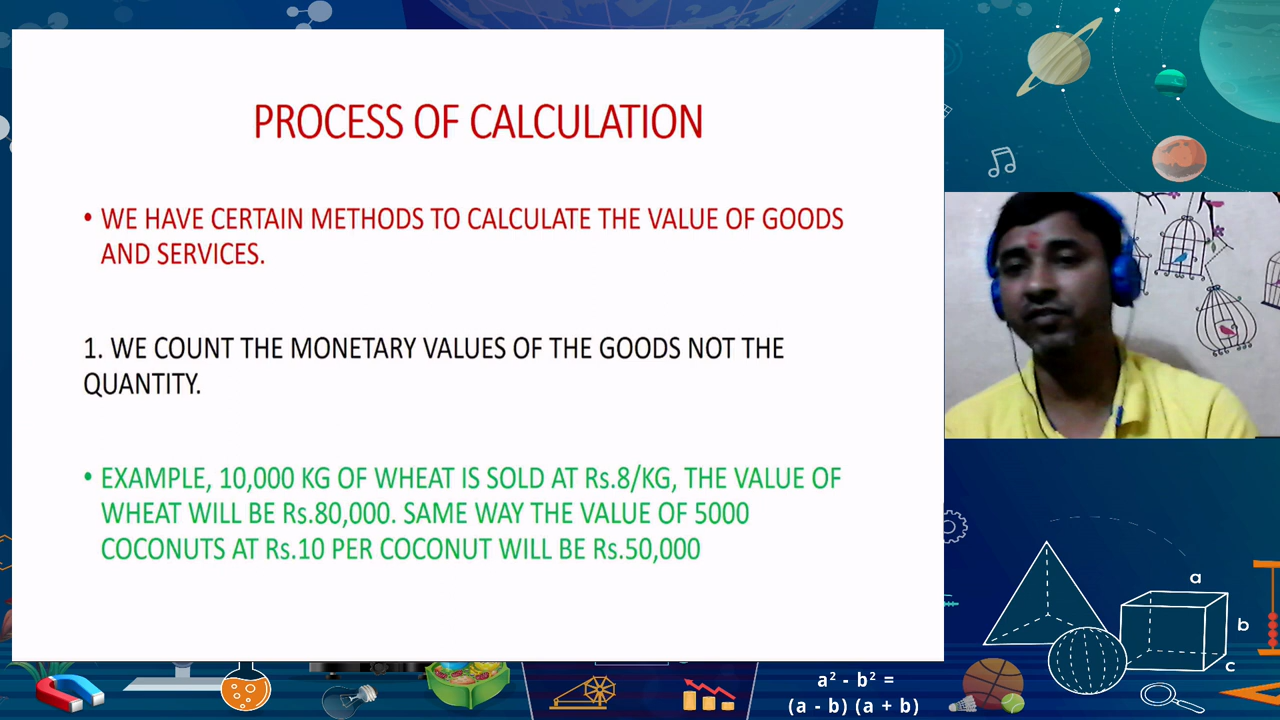 PROCESS OF CALCULATION
• WE HAVE CERTAIN METHODS TO CALCULATE THE VALUE OF GOODS
AND SERVICES.
1. WE COUNT THE MONETARY VALUES OF THE GOODS NOT THE
QUANTITY.
• EXAMPLE, 10,000 KG OF WHEAT IS SOLD AT Rs.8/KG, THE VALUE OF
WHEAT WILL BE Rs.80,000. SAME WAY THE VALUE OF 5000
COCONUTS AT Rs.10 PER COCONUT WILL BE Rs.50,000
a
b
c
a² - b² =
(a - b) (a + b)